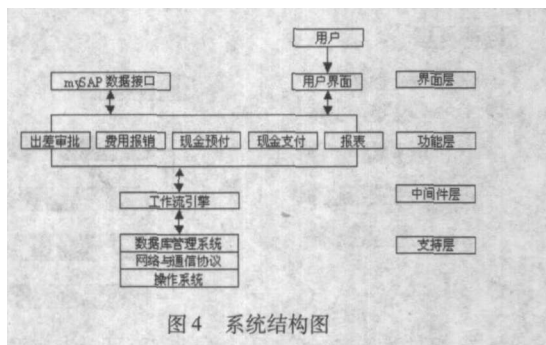 用户
mySAP 数据接口 用户界面 界面层
出差审批 费用报销 现金预付 现金支付 报表 功能层
工作流引擎 中间件层
数据库管理系统 支持层
网络与通信协议
操作系统
图4 系统结构图